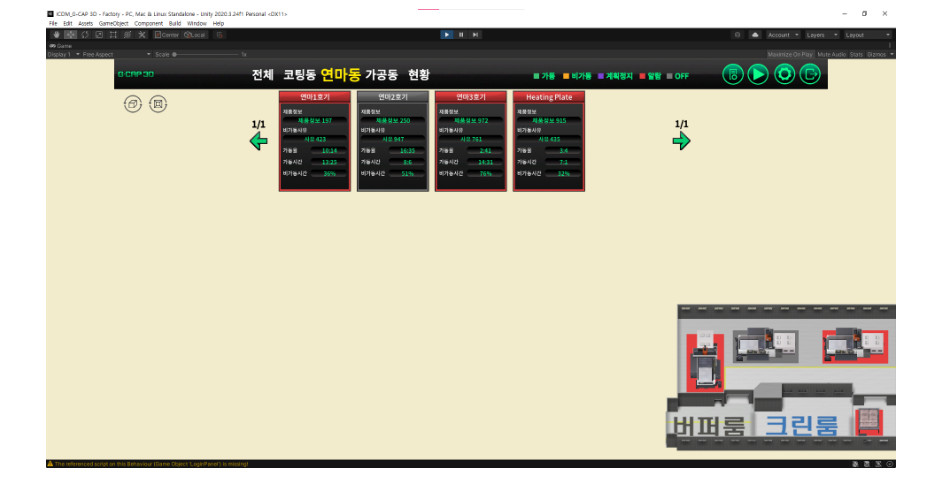 ICOM_G-CAP 3D - Factory - PC, Mac & Linux Standalone - Unity 2020.3.24f1 Personal <DX11>
File Edit Assets GameObject Component Build Window Help
Center Local
Account Layers Layout
Game
Display 1 Free Aspect Scale 1x
Maximize On Play Mute Audio Stats Gizmos
G-CAP 3D
전체 코팅동 연마동 가공동 현황
가동 비가동 계획정지 알람 OFF
연마1호기 연마2호기 연마3호기 Heating Plate
제품정보 제품정보 제품정보 제품정보
제품정보 197 제품정보 250 제품정보 972 제품정보 915
1/1 1/1
비가동사유 비가동사유 비가동사유 비가동사유
사유 423 사유 947 사유 761 사유 435
가동율 10:14 가동율 16:35 가동율 2:41 가동율 3:4
가동시간 13:25 가동시간 8:6 가동시간 14:31 가동시간 7:1
비가동시간 36% 비가동시간 51% 비가동시간 76% 비가동시간 32%
버퍼룸 크린룸
The referenced script on this Behaviour (Game Object 'LoginPanel') is missing!